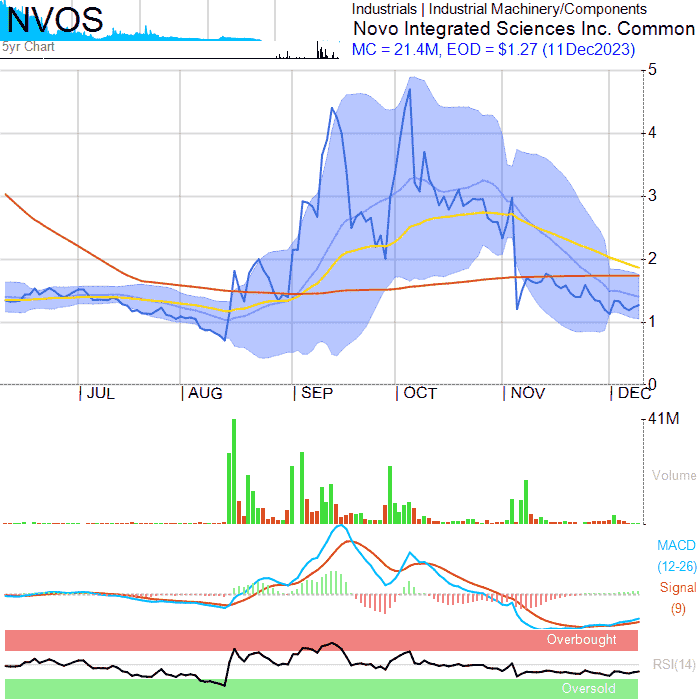 NVOS
5yr Chart
Industrials | Industrial Machinery/Components
Novo Integrated Sciences Inc. Common
MC = 21.4M, EOD = $1.27 (11Dec2023)
5
4
3
2
1
0
JUL AUG SEP OCT NOV DEC
41M
Volume
MACD
(12-26)
Signal
(9)
Overbought
RSI(14)
Oversold